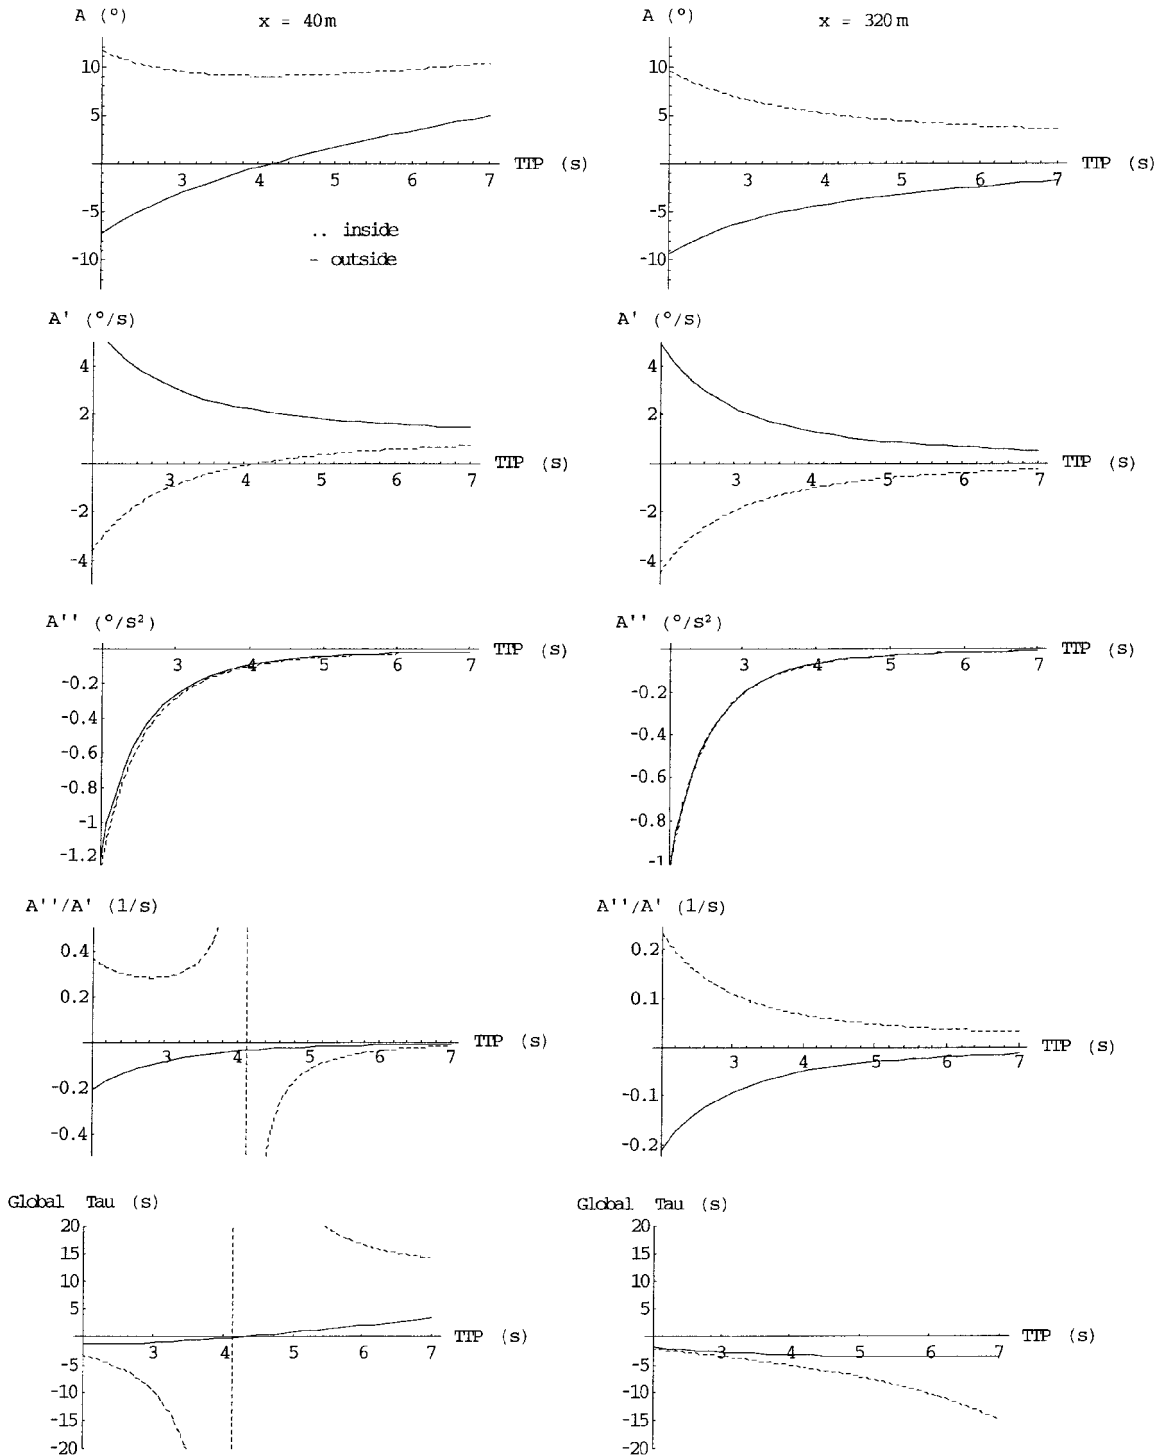 A (°)
x = 40m
10
5
-5
-10
3 4 5 6 7
TTP (s)
.. inside
- outside
A (°)
x = 320m
10
5
-5
-10
3 4 5 6 7
TTP (s)
A' (°/s)
4
2
-2
-4
3 4 5 6 7
TTP (s)
A' (°/s)
4
2
-2
-4
3 4 5 6 7
TTP (s)
A'' (°/s²)
3 4 5 6 7
TTP (s)
-0.2
-0.4
-0.6
-0.8
-1
-1.2
A'' (°/s²)
3 4 5 6 7
TTP (s)
-0.2
-0.4
-0.6
-0.8
-1
A''/A' (1/s)
0.4
0.2
-0.2
-0.4
3 4 5 6 7
TTP (s)
A''/A' (1/s)
0.2
0.1
-0.1
-0.2
3 4 5 6 7
TTP (s)
Global Tau (s)
20
15
10
5
-5
-10
-15
-20
3 4 5 6 7
TTP (s)
Global Tau (s)
20
15
10
5
-5
-10
-15
-20
3 4 5 6 7
TTP (s)